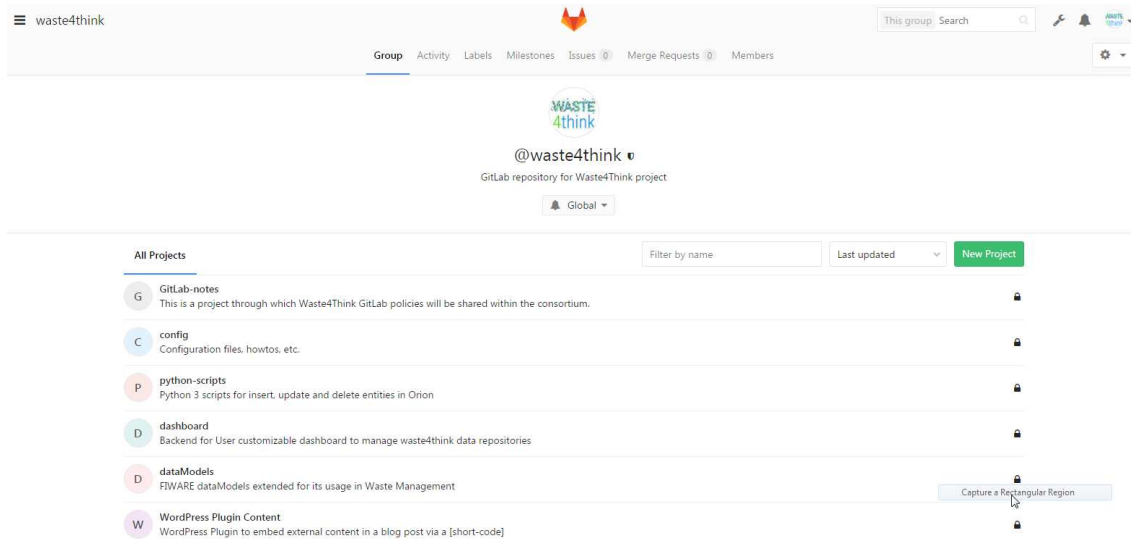 waste4think
This group Search
WASTE
4think
Group Activity Labels Milestones Issues 0 Merge Requests 0 Members
WASTE
4think
@waste4think
GitLab repository for Waste4Think project
Global
All Projects
Filter by name
Last updated
New Project
G
GitLab-notes
This is a project through which Waste4Think GitLab policies will be shared within the consortium.
C
config
Configuration files, howtos, etc.
P
python-scripts
Python 3 scripts for insert, update and delete entities in Orion
D
dashboard
Backend for User customizable dashboard to manage waste4think data repositories
D
dataModels
FIWARE dataModels extended for its usage in Waste Management
Capture a Rectangular Region
W
WordPress Plugin Content
WordPress Plugin to embed external content in a blog post via a [short-code]